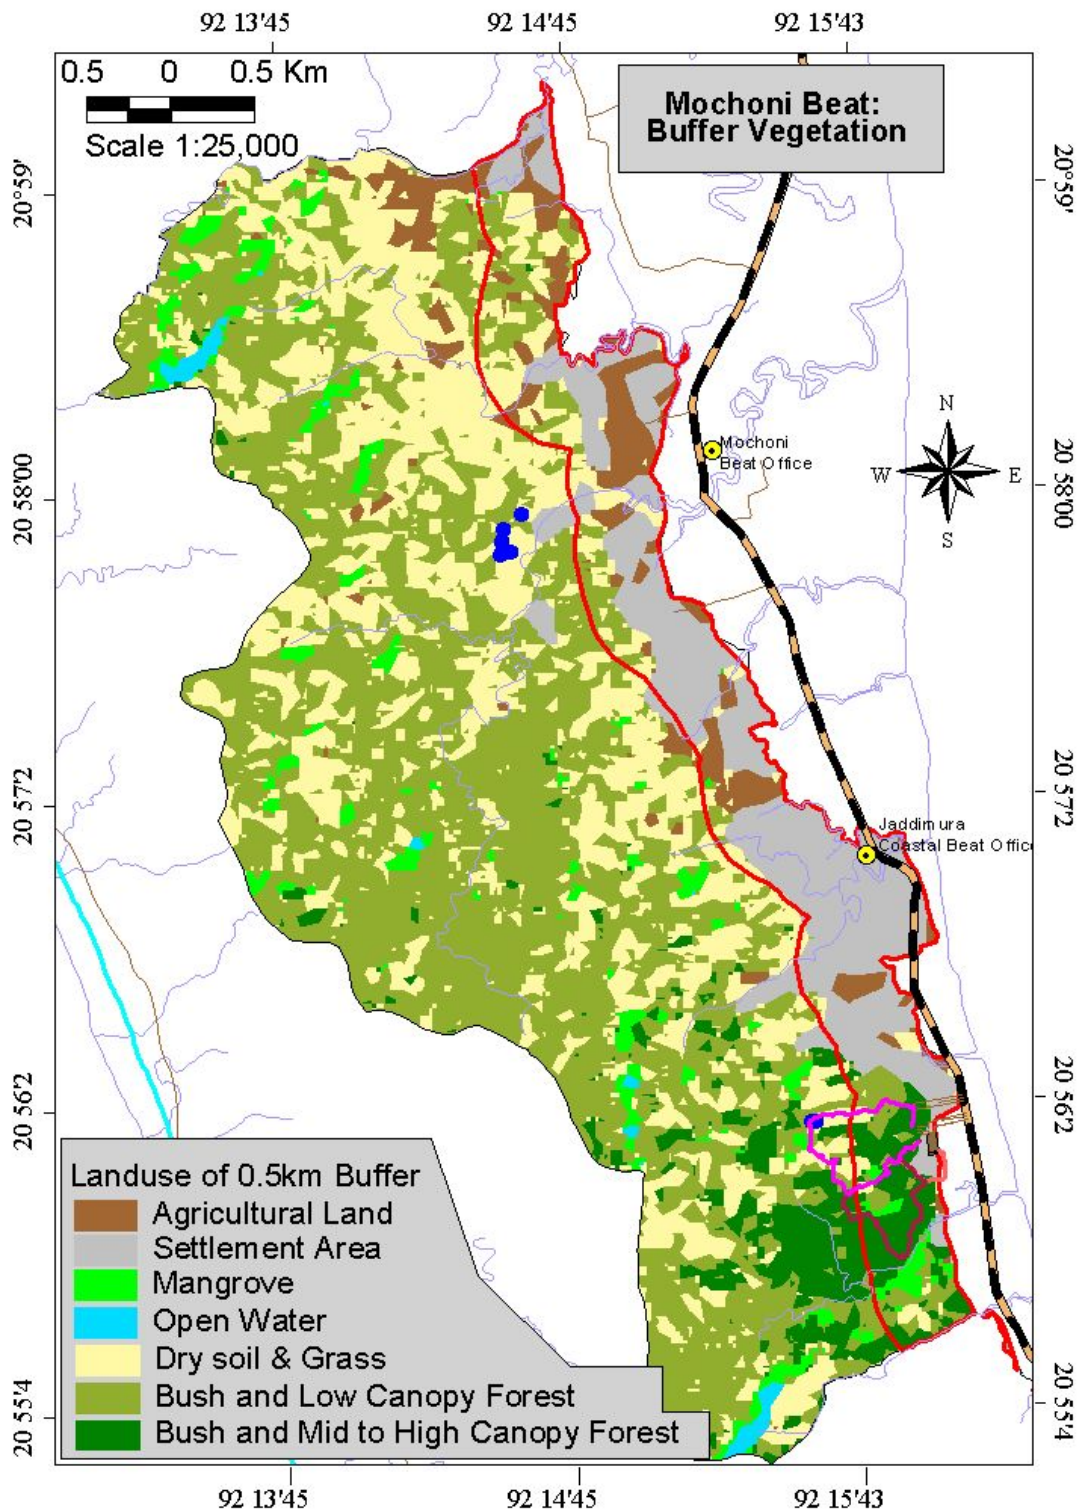 92 13'45 92 14'45 92 15'43
0.5 0 0.5 Km
Scale 1:25,000
Mochoni Beat:
Buffer Vegetation
20°59' 20°59'
N
W E
S
Mochoni
Beat Office
20 58'00 20 58'00
20 57'2 20 57'2
Jaddimura
Coastal Beat Offic
20 56'2 20 56'2
Landuse of 0.5km Buffer
Agricultural Land
Settlement Area
Mangrove
Open Water
Dry soil & Grass
Bush and Low Canopy Forest
Bush and Mid to High Canopy Forest
20 55'4 20 55'4
92 13'45 92 14'45 92 15'43